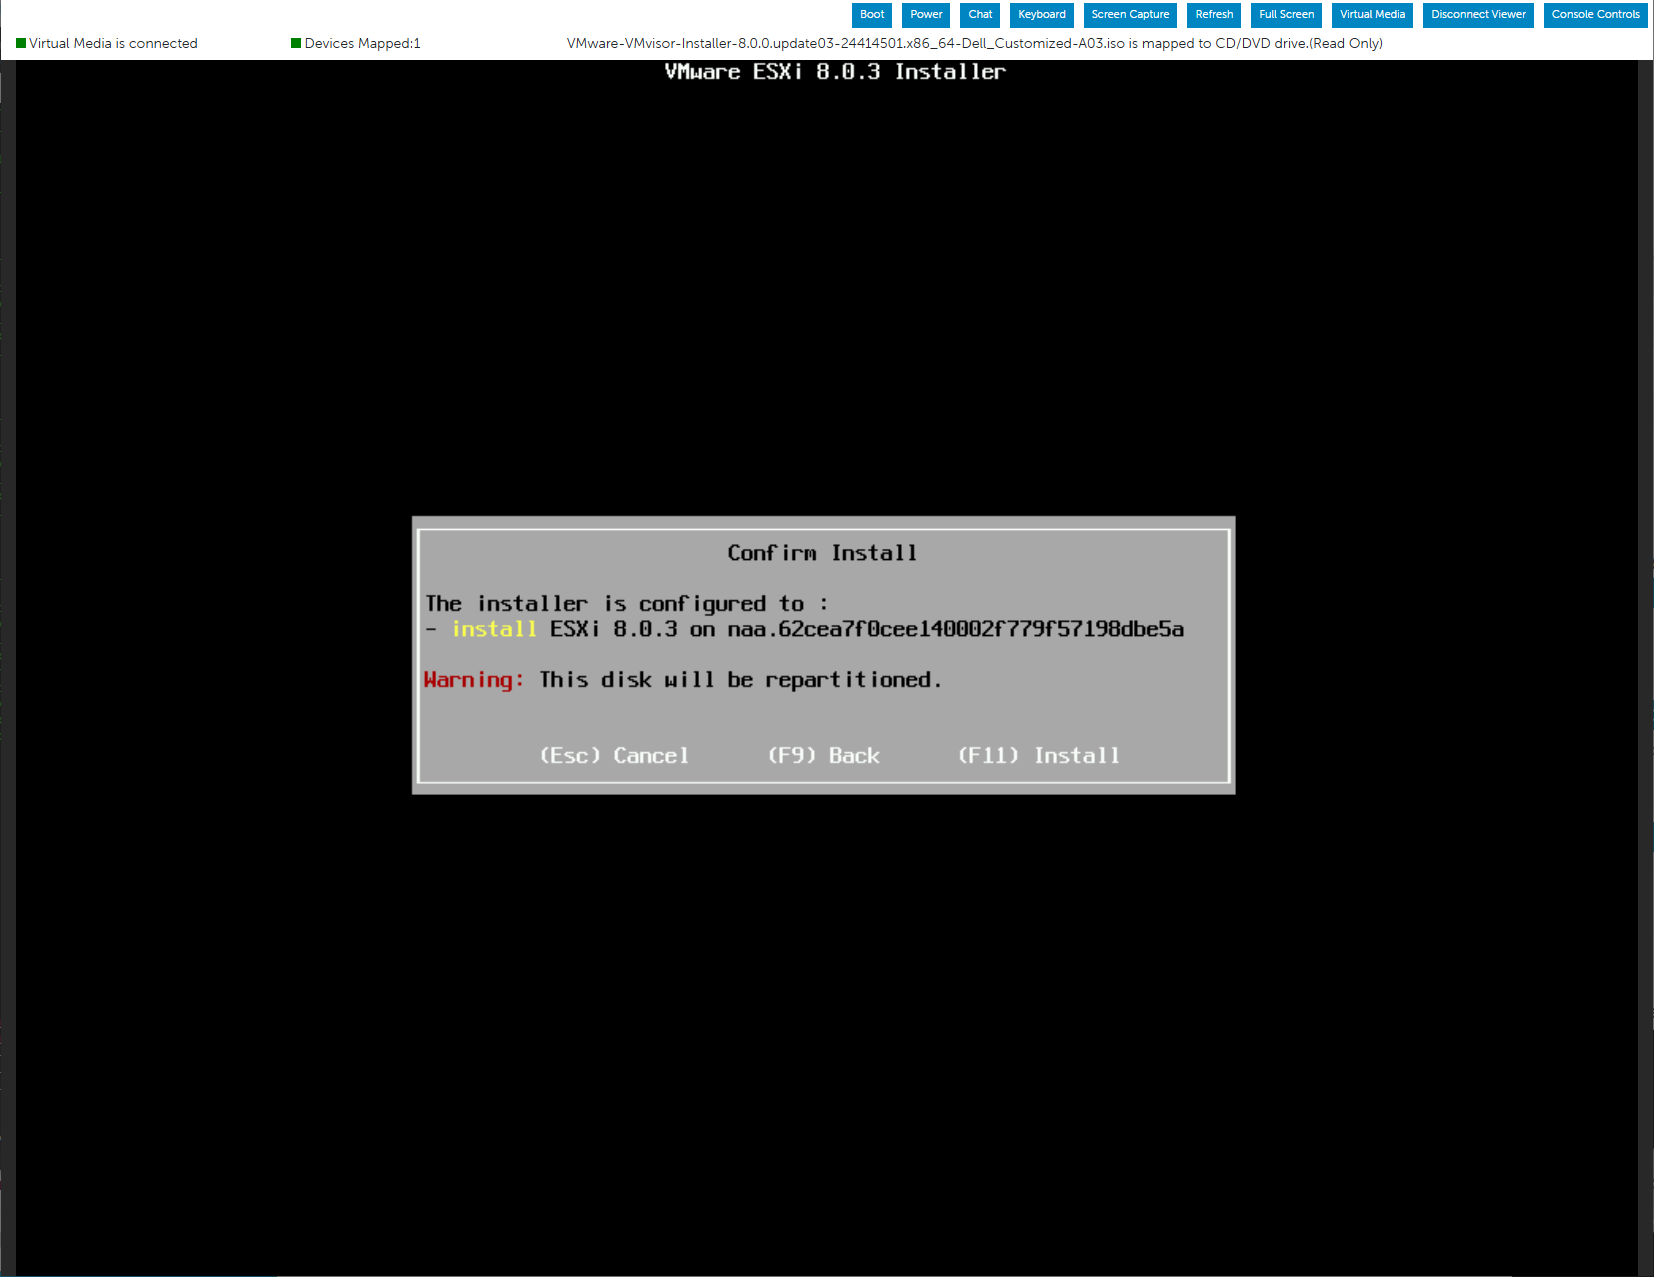 Boot Power Chat Keyboard Screen Capture Refresh Full Screen Virtual Media Disconnect Viewer Console Controls
Virtual Media is connected Devices Mapped:1 VMware-VMvisor-Installer-8.0.0.update03-24414501.x86_64-Dell_Customized-A03.iso is mapped to CD/DVD drive.(Read Only)
VMware ESXi 8.0.3 Installer
Confirm Install
The installer is configured to :
- install ESXi 8.0.3 on naa.62cea7f0cee140002f779f57198dbe5a
Warning: This disk will be repartitioned.
(Esc) Cancel (F9) Back (F11) Install